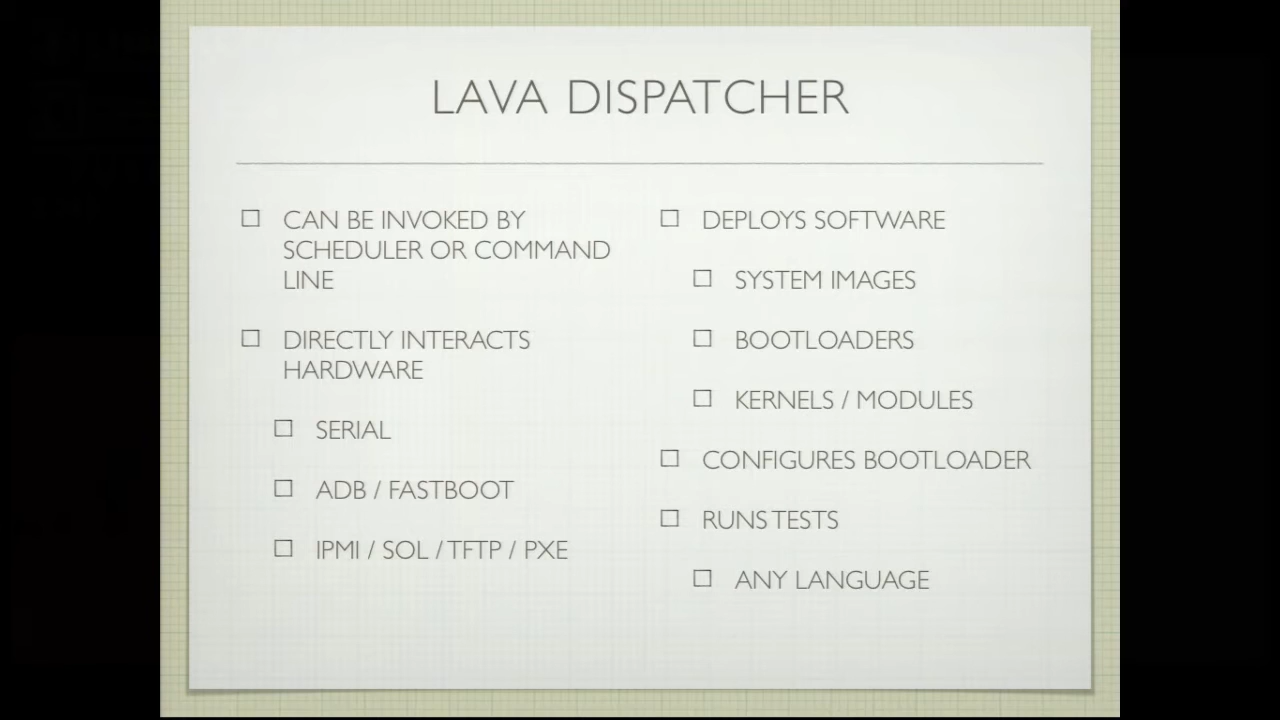 LAVA DISPATCHER
CAN BE INVOKED BY
SCHEDULER OR COMMAND
LINE
DIRECTLY INTERACTS
HARDWARE
SERIAL
ADB / FASTBOOT
IPMI / SOL / TFTP / PXE
DEPLOYS SOFTWARE
SYSTEM IMAGES
BOOTLOADERS
KERNELS / MODULES
CONFIGURES BOOTLOADER
RUNS TESTS
ANY LANGUAGE